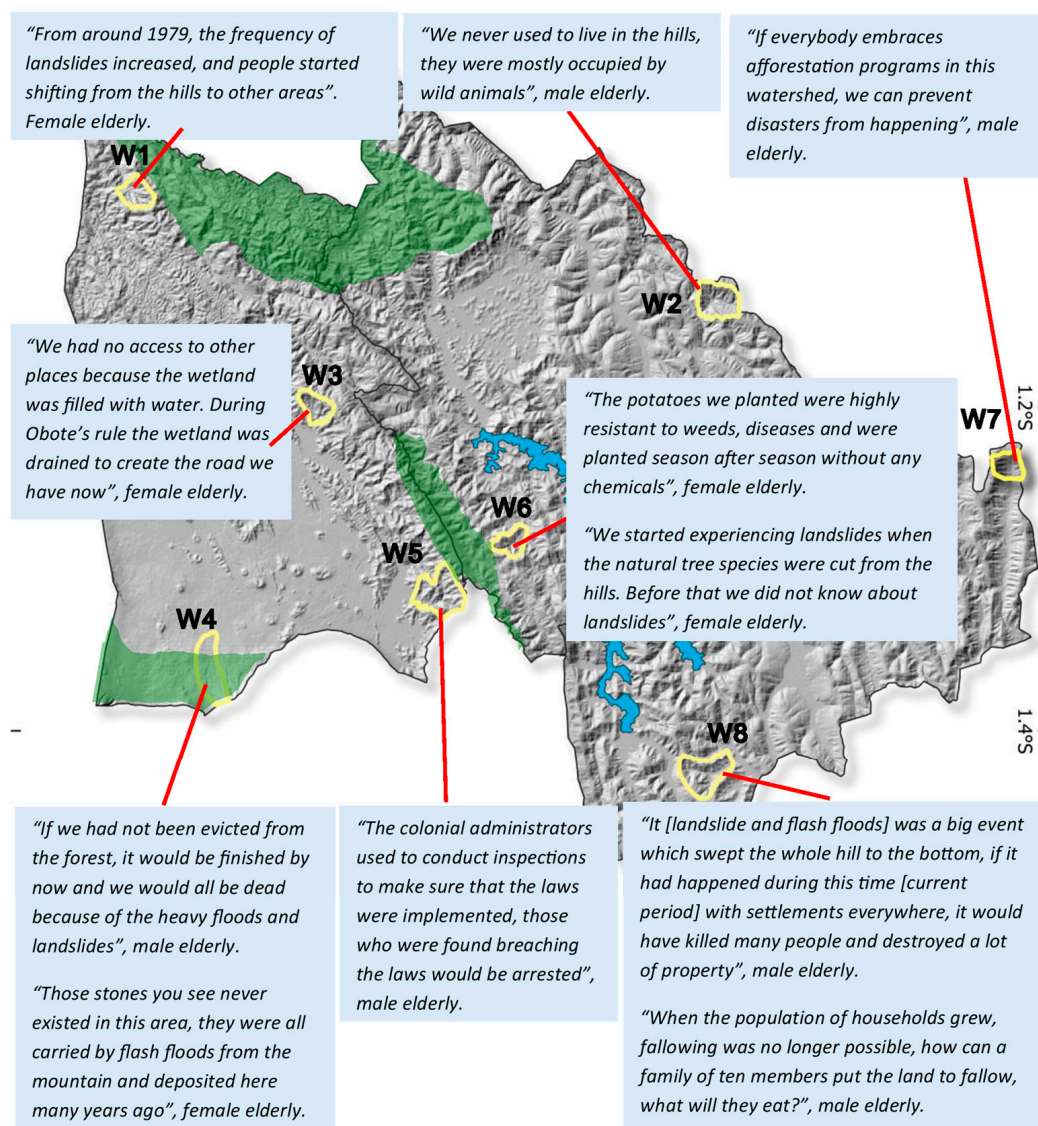 “From around 1979, the frequency of
landslides increased, and people started
shifting from the hills to other areas”.
Female elderly.
“We never used to live in the hills,
they were mostly occupied by
wild animals”, male elderly.
“If everybody embraces
afforestation programs in this
watershed, we can prevent
disasters from happening”, male
elderly.
W1
W2
“We had no access to other
places because the wetland
was filled with water. During
Obote’s rule the wetland was
drained to create the road we
have now”, female elderly.
W3
“The potatoes we planted were highly
resistant to weeds, diseases and were
planted season after season without any
chemicals”, female elderly.
“We started experiencing landslides when
the natural tree species were cut from the
hills. Before that we did not know about
landslides”, female elderly.
W7
1.2°S
W6
W5
W4
1.4°S
W8
“If we had not been evicted from
the forest, it would be finished by
now and we would all be dead
because of the heavy floods and
landslides”, male elderly.
“Those stones you see never
existed in this area, they were all
carried by flash floods from the
mountain and deposited here
many years ago”, female elderly.
“The colonial administrators
used to conduct inspections
to make sure that the laws
were implemented, those
who were found breaching
the laws would be arrested”,
male elderly.
“It [landslide and flash floods] was a big event
which swept the whole hill to the bottom, if it
had happened during this time [current
period] with settlements everywhere, it would
have killed many people and destroyed a lot
of property”, male elderly.
“When the population of households grew,
fallowing was no longer possible, how can a
family of ten members put the land to fallow,
what will they eat?”, male elderly.